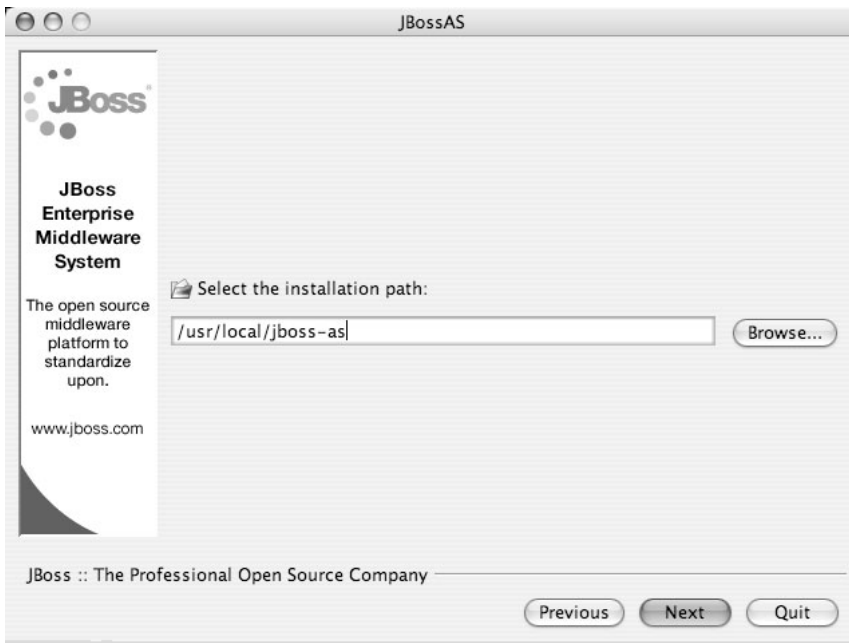 JBossAS
JBoss®
JBoss
Enterprise
Middleware
System
The open source
middleware
platform to
standardize
upon.
www.jboss.com
Select the installation path:
/usr/local/jboss-as
Browse...
JBoss :: The Professional Open Source Company
Previous
Next
Quit